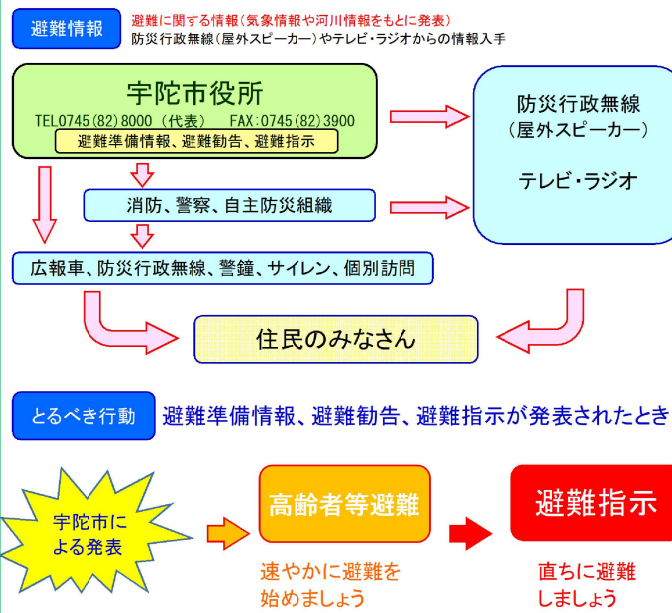 避難情報
避難に関する情報(気象情報や河川情報をもとに発表)
防災行政無線(屋外スピーカー)やテレビ・ラジオからの情報入手
宇陀市役所
TEL0745(82)8000 (代表) FAX:0745(82)3900
避難準備情報、避難勧告、避難指示
防災行政無線
(屋外スピーカー)
テレビ・ラジオ
消防、警察、自主防災組織
広報車、防災行政無線、警鐘、サイレン、個別訪問
住民のみなさん
とるべき行動
避難準備情報、避難勧告、避難指示が発表されたとき
宇陀市に
よる発表
高齢者等避難
速やかに避難を
始めましょう
避難指示
直ちに避難
しましょう